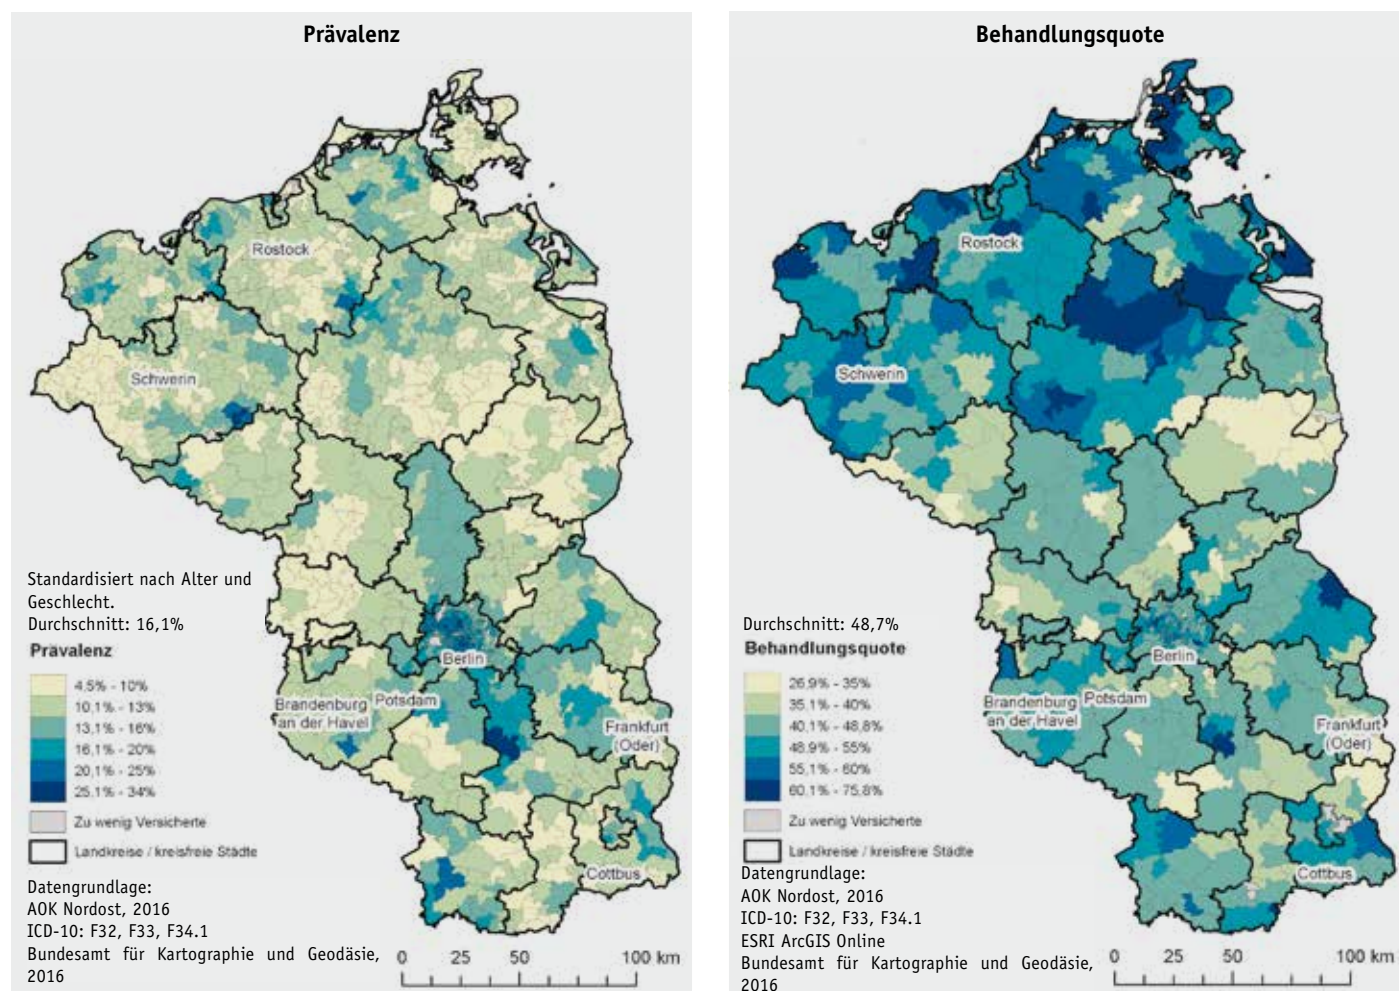 Prävalenz
Rostock
Schwerin
Standardisiert nach Alter und
Geschlecht.
Durchschnitt: 16,1%
Berlin
Brandenburg
an der Havel
Potsdam
Frankfurt
(Oder)
Cottbus
Prävalenz
4,5% - 10%
10,1% - 13%
13,1% - 16%
16,1% - 20%
20,1% - 25%
25,1% - 34%
Zu wenig Versicherte
Landkreise / kreisfreie Städte
Datengrundlage:
AOK Nordost, 2016
ICD-10: F32, F33, F34.1
Bundesamt für Kartographie und Geodäsie,
2016
0 25 50 100 km
Behandlungsquote
Rostock
Schwerin
Durchschnitt: 48,7%
Berlin
Brandenburg
an der Havel
Potsdam
Frankfurt
(Oder)
Cottbus
Behandlungsquote
26,9% - 35%
35,1% - 40%
40,1% - 48,8%
48,9% - 55%
55,1% - 60%
60,1% - 75,8%
Zu wenig Versicherte
Landkreise / kreisfreie Städte
Datengrundlage:
AOK Nordost, 2016
ICD-10: F32, F33, F34.1
ESRI ArcGIS Online
Bundesamt für Kartographie und Geodäsie,
2016
0 25 50 100 km